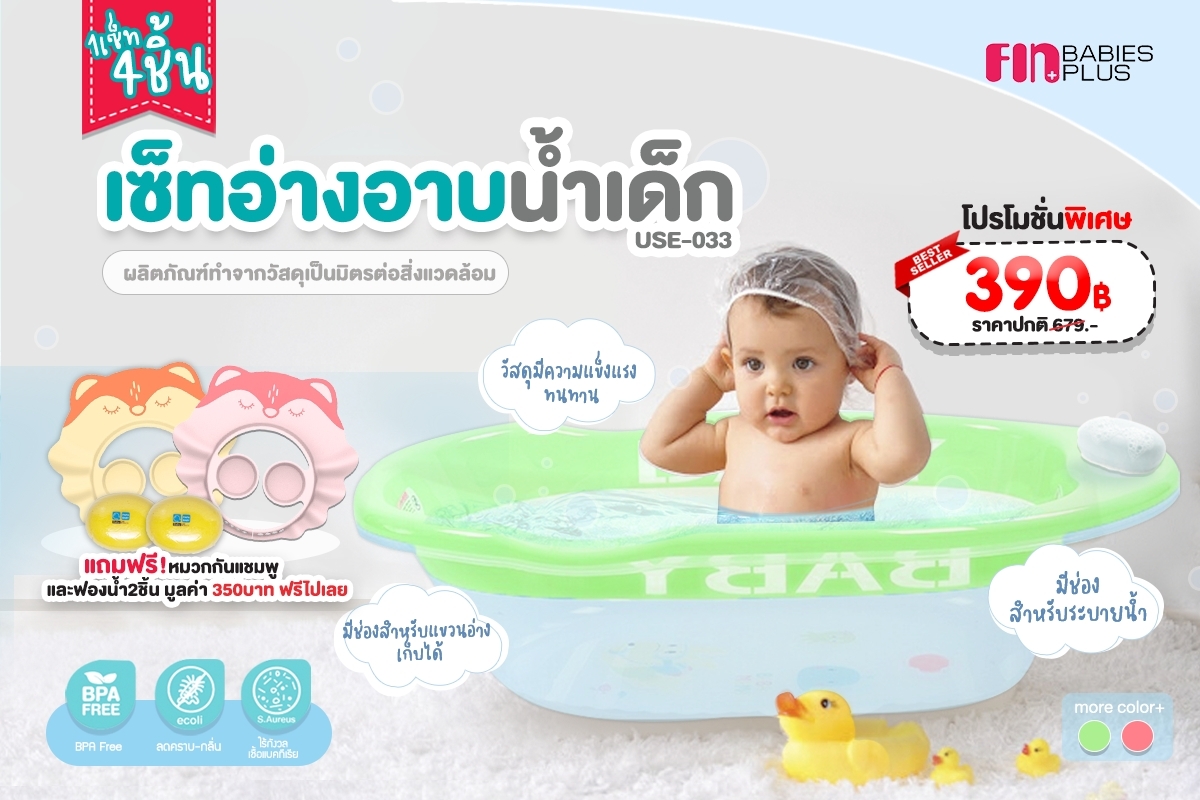 1เซ็ท
4ชิ้น
FIN BABIES
PLUS
เซ็ทอ่างอาบน้ำเด็ก
USE-033
ผลิตภัณฑ์ทำจากวัสดุเป็นมิตรต่อสิ่งแวดล้อม
โปรโมชั่นพิเศษ
BEST
SELLER
390฿
ราคาปกติ 679.-
วัสดุมีความแข็งแรง
ทนทาน
แถมฟรี! หมวกกันแชมพู
และฟองน้ำ2ชิ้น มูลค่า 350บาท ฟรีไปเลย
BABY
มีช่อง
สำหรับระบายน้ำ
มีช่องสำหรับแขวนอ่าง
เก็บได้
BPA
FREE
BPA Free
ecoli
ลดคราบ-กลิ่น
S.Aureus
ไร้กังวล
เชื้อแบคทีเรีย
more color+